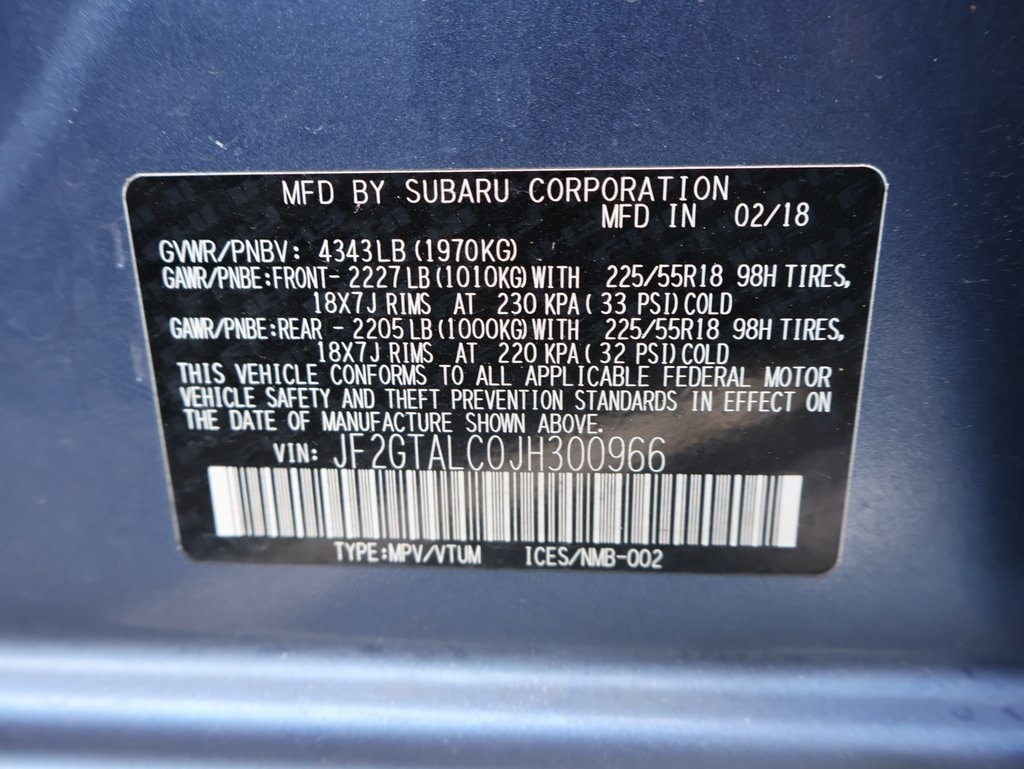 MFD BY SUBARU CORPORATION
MFD IN 02/18
GVWR/PNBV: 4343LB (1970KG)
GAWR/PNBE:FRONT- 2227LB (1010KG) WITH 225/55R18 98H TIRES,
18X7J RIMS AT 230 KPA ( 33 PSI) COLD
GAWR/PNBE:REAR - 2205LB (1000KG) WITH 225/55R18 98H TIRES,
18X7J RIMS AT 220 KPA ( 32 PSI) COLD
THIS VEHICLE CONFORMS TO ALL APPLICABLE FEDERAL MOTOR
VEHICLE SAFETY AND THEFT PREVENTION STANDARDS IN EFFECT ON
THE DATE OF MANUFACTURE SHOWN ABOVE.
VIN: JF2GTALC0JH300966
TYPE:MPV/VTUM ICES/NMB-002